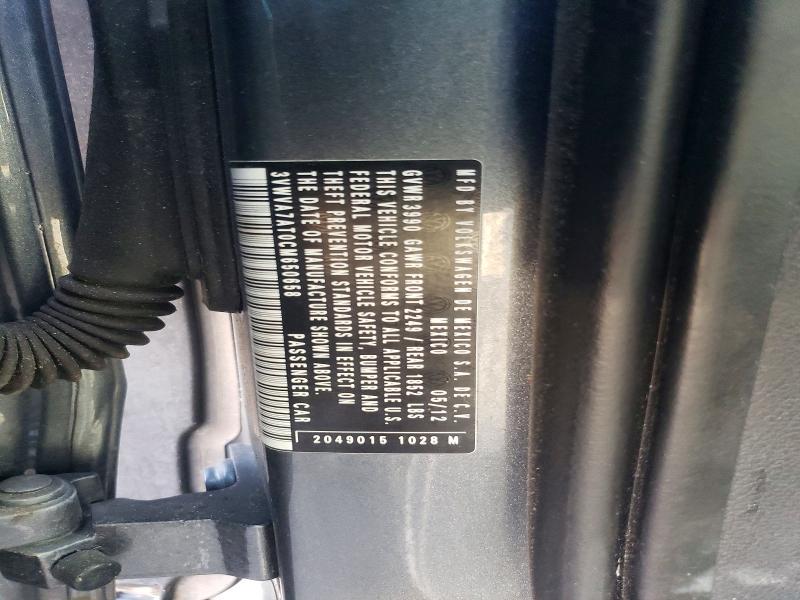 MFD BY VOLKSWAGEN DE MEXICO S.A. DE C.V.
MEXICO 05/12
GVWR 3990 GAWR FRONT 2249 / REAR 1852 LBS
THIS VEHICLE CONFORMS TO ALL APPLICABLE U.S.
FEDERAL MOTOR VEHICLE SAFETY, BUMPER AND
THEFT PREVENTION STANDARDS IN EFFECT ON
THE DATE OF MANUFACTURE SHOWN ABOVE.
3VWVA7AT0CM650668 PASSENGER CAR
2049015 1028 M